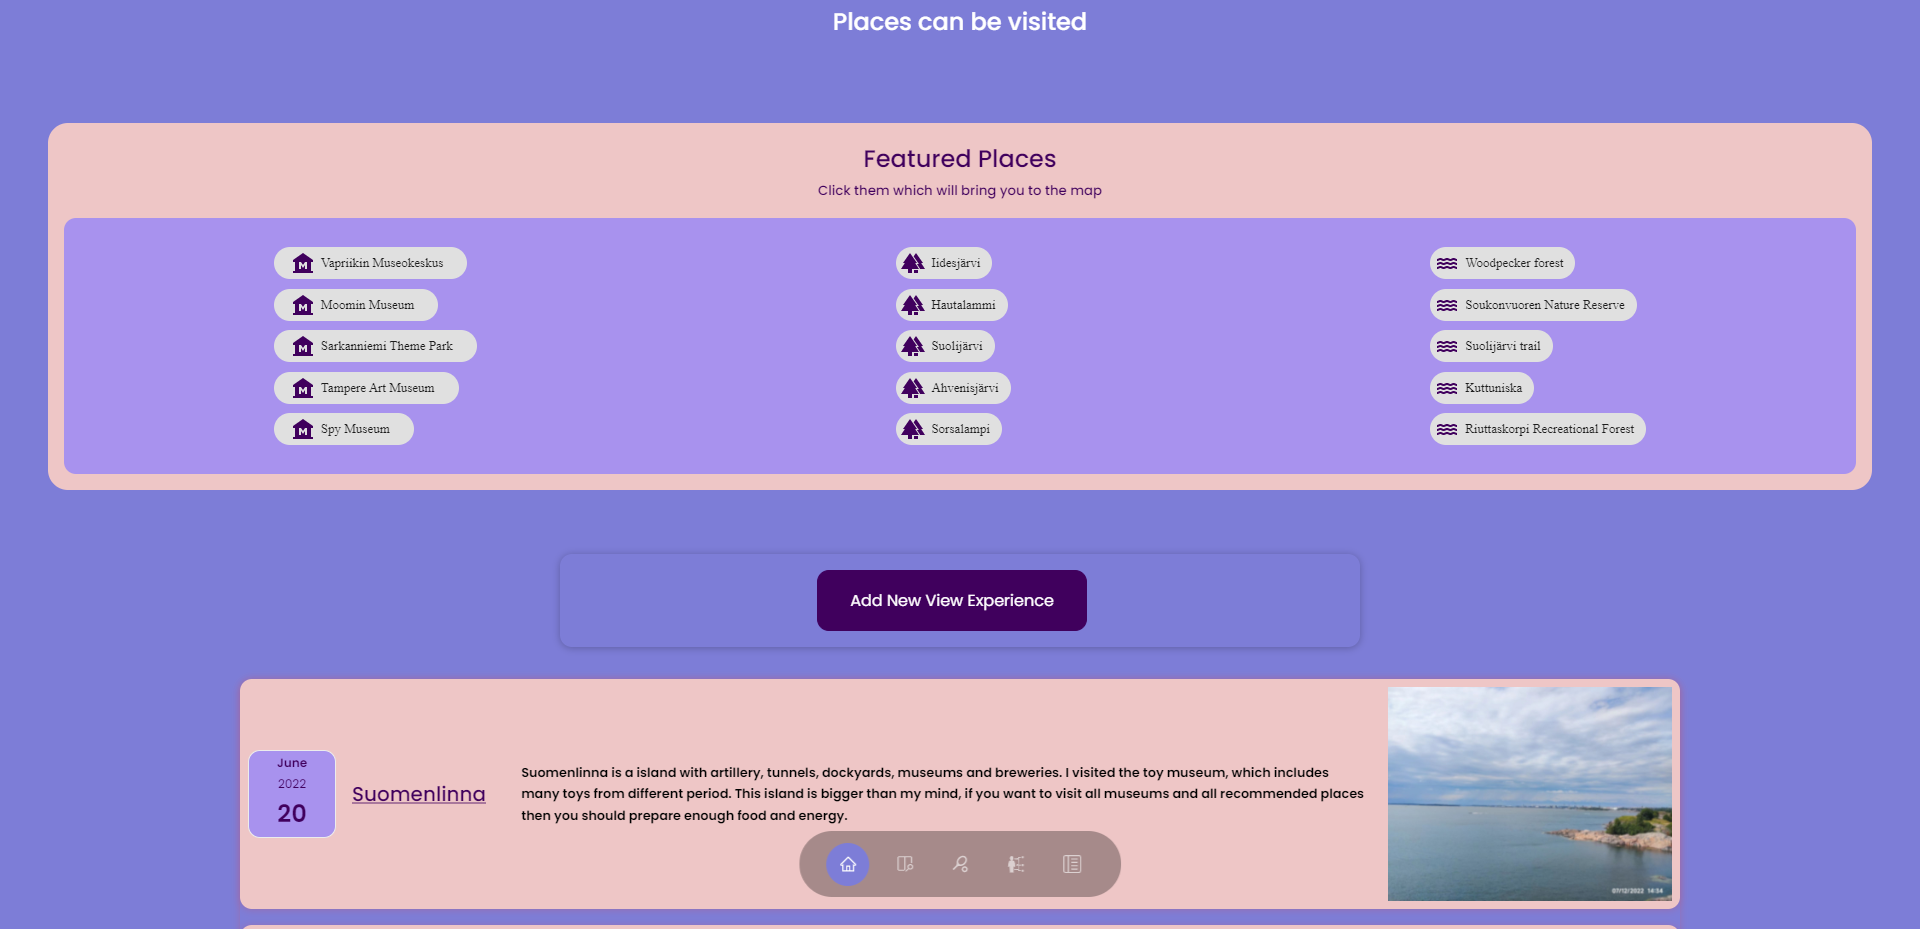 Places can be visited
Featured Places
Click them which will bring you to the map
Vapriikin Museokeskus
Moomin Museum
Sarkanniemi Theme Park
Tampere Art Museum
Spy Museum
Iidesjärvi
Hautalammi
Suolijärvi
Ahvenisjärvi
Sorsalampi
Woodpecker forest
Soukonvuoren Nature Reserve
Suolijärvi trail
Kuttuniska
Riuttaskorpi Recreational Forest
Add New View Experience
June
2022
20
Suomenlinna
Suomenlinna is a island with artillery, tunnels, dockyards, museums and breweries. I visited the toy museum, which includes
many toys from different period. This island is bigger than my mind, if you want to visit all museums and all recommended places
then you should prepare enough food and energy.
07/12/2022 14:34